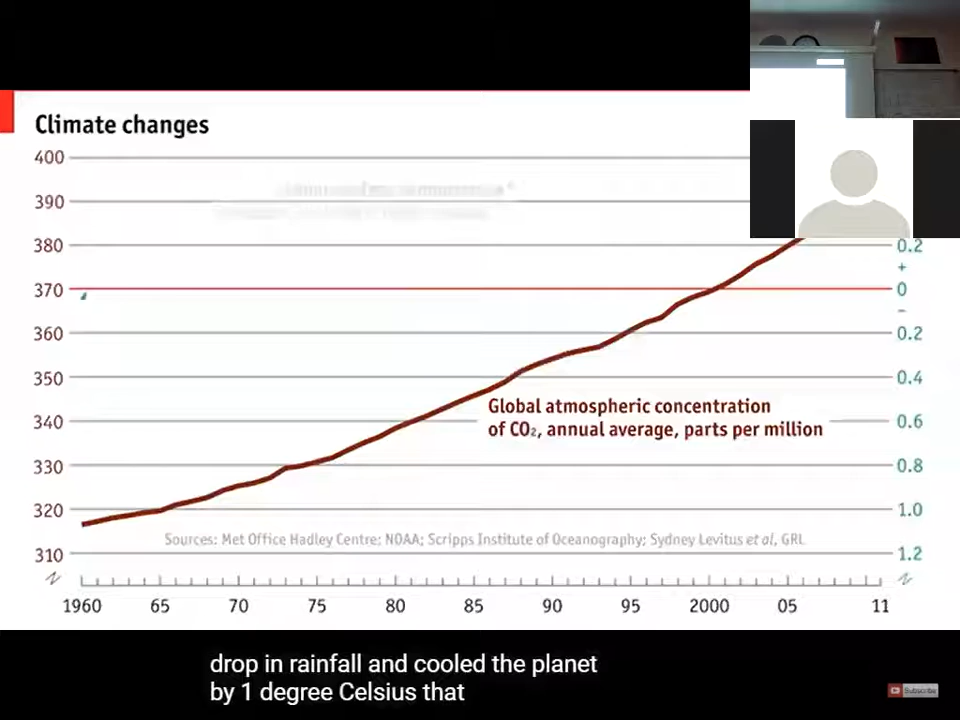 Climate changes
400
390
380
370
360
350
340
330
320
310
0.2
+
0
–
0.2
0.4
0.6
0.8
1.0
1.2
Global atmospheric concentration
of CO₂, annual average, parts per million
Sources: Met Office Hadley Centre; NOAA; Scripps Institute of Oceanography; Sydney Levitus et al, GRL
1960 65 70 75 80 85 90 95 2000 05 11
drop in rainfall and cooled the planet
by 1 degree Celsius that
Subscribe